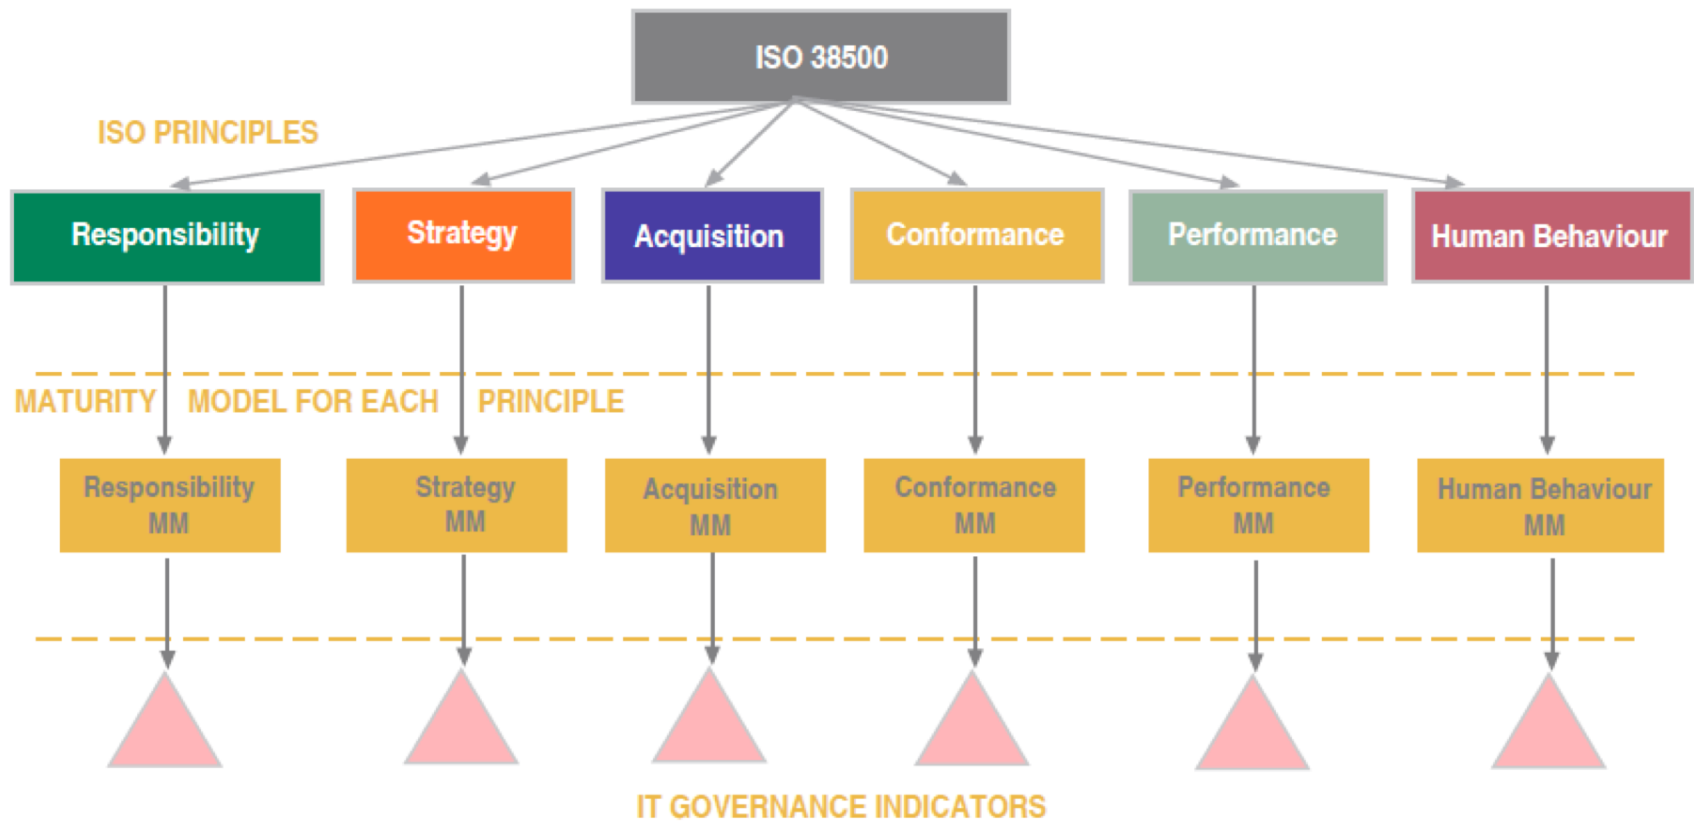 ISO 38500
ISO PRINCIPLES
Responsibility
Strategy
Acquisition
Conformance
Performance
Human Behaviour
MATURITY MODEL FOR EACH PRINCIPLE
Responsibility
MM
Strategy
MM
Acquisition
MM
Conformance
MM
Performance
MM
Human Behaviour
MM
IT GOVERNANCE INDICATORS